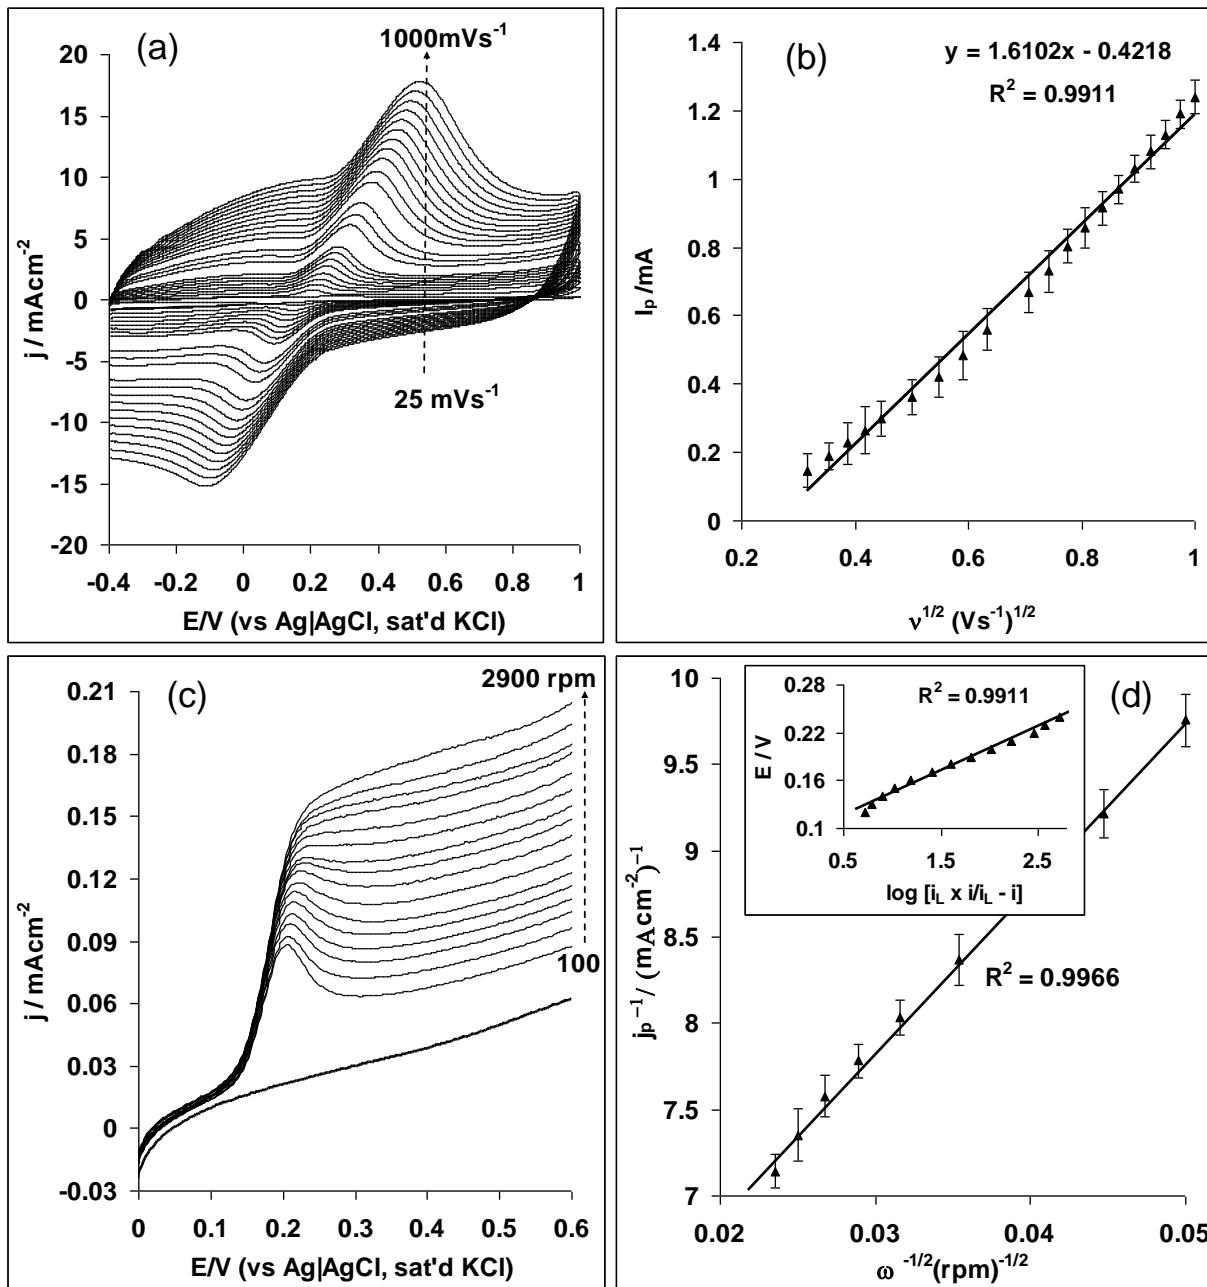 (a)
1000mVs⁻¹
25 mVs⁻¹
j / mAcm⁻²
20
15
10
5
0
-5
-10
-15
-20
-0.4 -0.2 0 0.2 0.4 0.6 0.8 1
E/V (vs Ag|AgCl, sat'd KCl)
(b)
y = 1.6102x - 0.4218
R² = 0.9911
Iₚ /mA
1.4
1.2
1
0.8
0.6
0.4
0.2
0
0.2 0.4 0.6 0.8 1
ν¹/² (Vs⁻¹)¹/²
(c)
2900 rpm
100
j / mAcm⁻²
0.21
0.18
0.15
0.12
0.09
0.06
0.03
0
-0.03
0 0.1 0.2 0.3 0.4 0.5 0.6
E/V (vs Ag|AgCl, sat'd KCl)
(d)
R² = 0.9966
jₚ⁻¹/ (mAcm⁻²)⁻¹
10
9.5
9
8.5
8
7.5
7
0.02 0.03 0.04 0.05
ω⁻¹/²(rpm)⁻¹/²
R² = 0.9911
E / V
0.28
0.22
0.16
0.1
0.5 1.5 2.5
log [i_L x i/i_L - i]